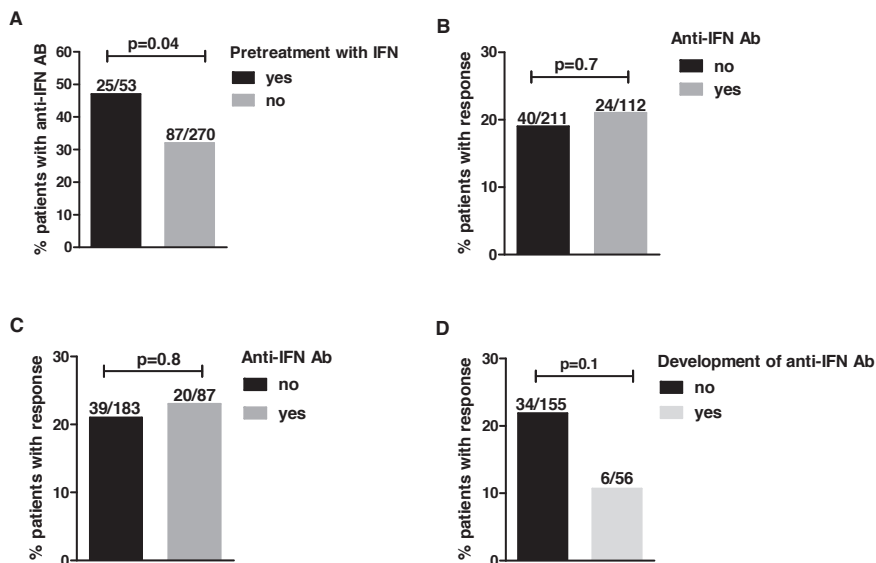 A
% patients with anti-IFN AB
60
50
40
30
20
10
0
p=0.04
25/53
87/270
Pretreatment with IFN
yes
no
B
% patients with response
30
20
10
0
p=0.7
40/211
24/112
Anti-IFN Ab
no
yes
C
% patients with response
30
20
10
0
p=0.8
39/183
20/87
Anti-IFN Ab
no
yes
D
% patients with response
30
20
10
0
p=0.1
34/155
6/56
Development of anti-IFN Ab
no
yes